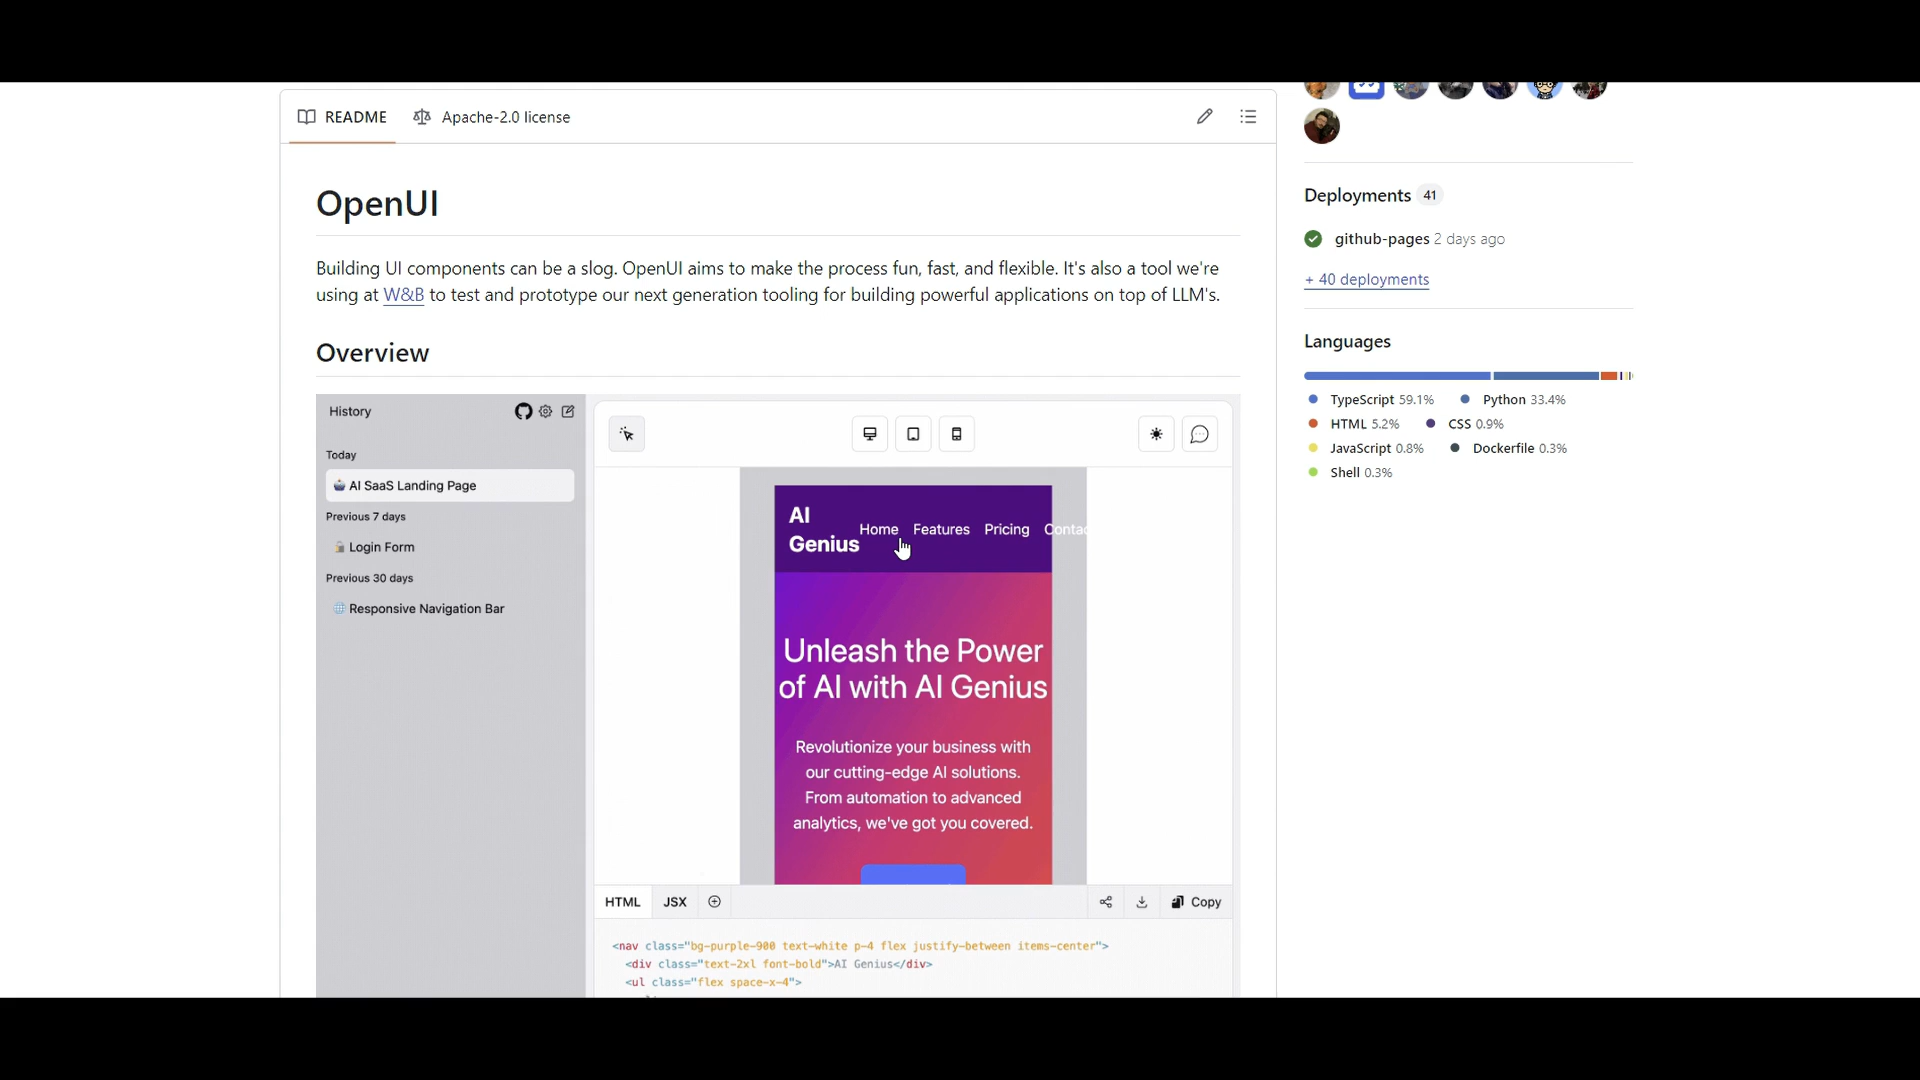 README
Apache-2.0 license
OpenUI
Building UI components can be a slog. OpenUI aims to make the process fun, fast, and flexible. It's also a tool we're
using at W&B to test and prototype our next generation tooling for building powerful applications on top of LLM's.
Overview
History
Today
AI SaaS Landing Page
Previous 7 days
Login Form
Previous 30 days
Responsive Navigation Bar
AI
Genius
Home Features Pricing Contac
Unleash the Power
of AI with AI Genius
Revolutionize your business with
our cutting-edge AI solutions.
From automation to advanced
analytics, we've got you covered.
HTML JSX Copy
<nav class="bg-purple-900 text-white p-4 flex justify-between items-center">
<div class="text-2xl font-bold">AI Genius</div>
<ul class="flex space-x-4">
Deployments 41
github-pages 2 days ago
+ 40 deployments
Languages
TypeScript 59.1% Python 33.4%
HTML 5.2% CSS 0.9%
JavaScript 0.8% Dockerfile 0.3%
Shell 0.3%